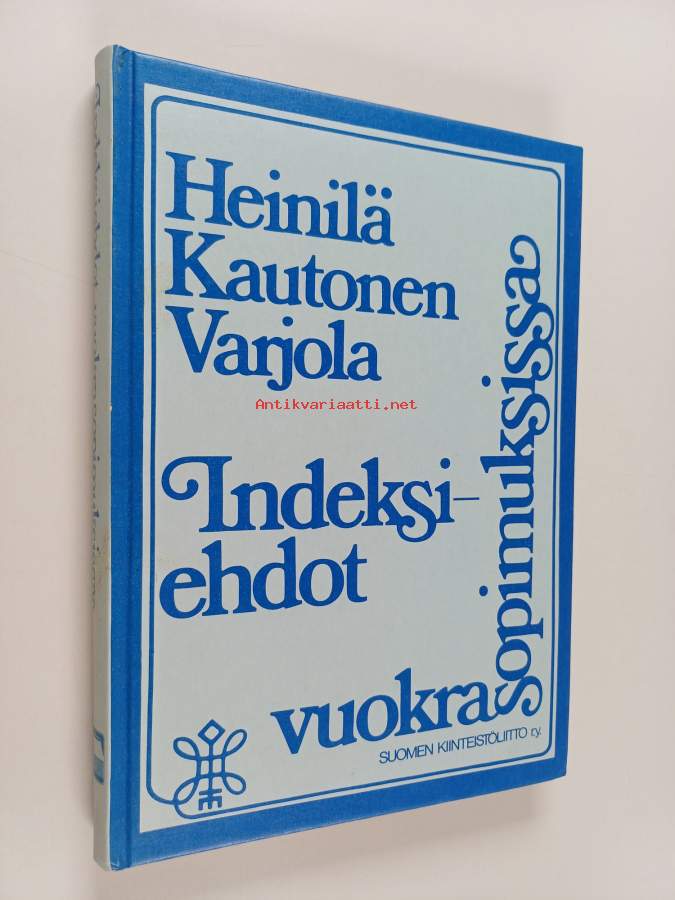 Heinilä
Kautonen
Varjola
Antikvariaatti.net
Indeksi-
ehdot
vuokrasopimuksissa
SUOMEN KIINTEISTÖLIITTO r.y.